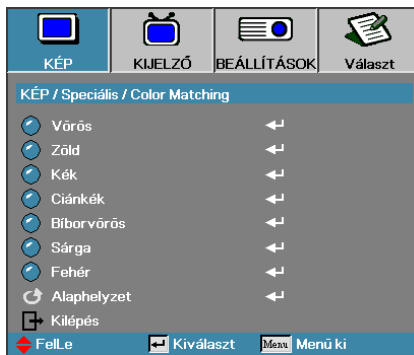 KÉP KIJELZŐ BEÁLLÍTÁSOK Választ
KÉP / Speciális / Color Matching
Vörös
Zöld
Kék
Ciánkék
Bíborvörös
Sárga
Fehér
Alaphelyzet
Kilépés
FelLe Kiválaszt Menu Menü ki